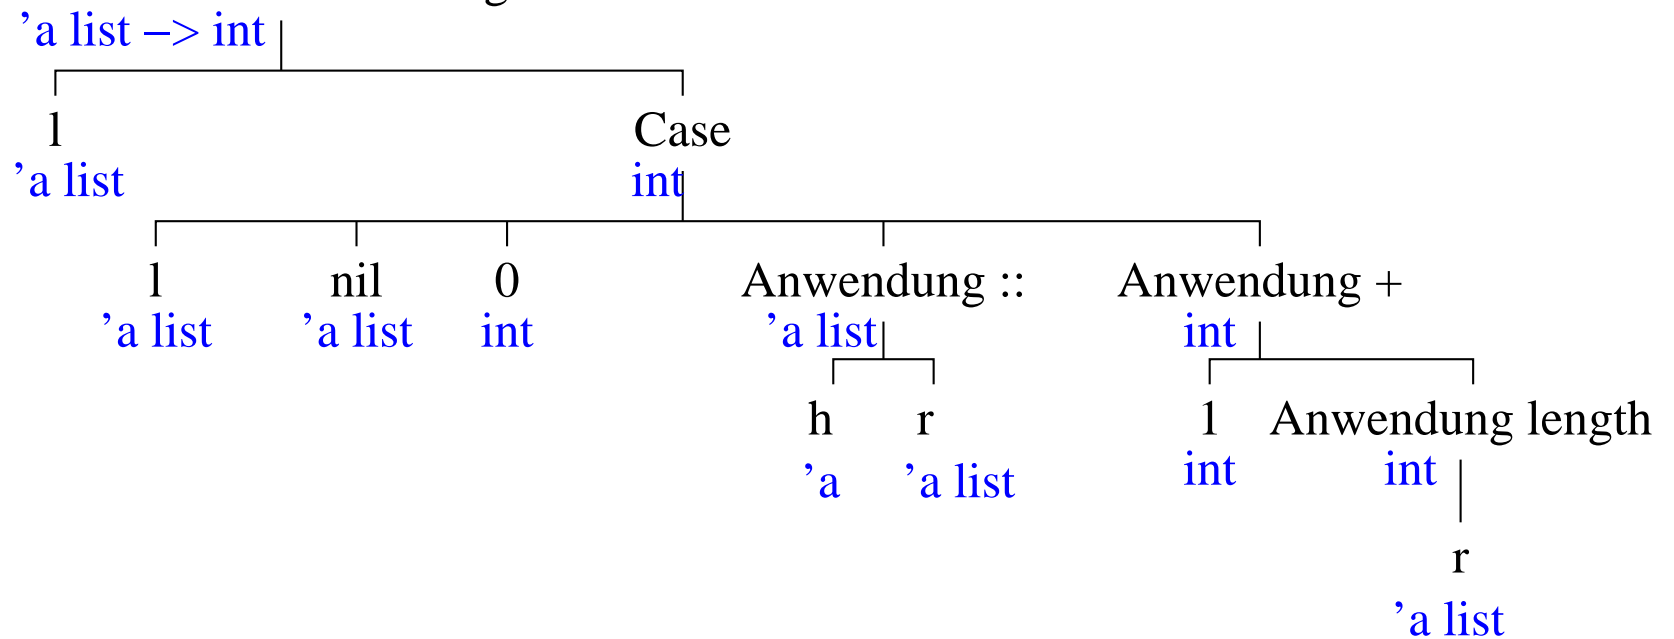 ’a list −> int
l Case
’a list int
l nil 0 Anwendung :: Anwendung +
’a list ’a list int ’a list int
h r 1 Anwendung length
’a ’a list int int
r
’a list